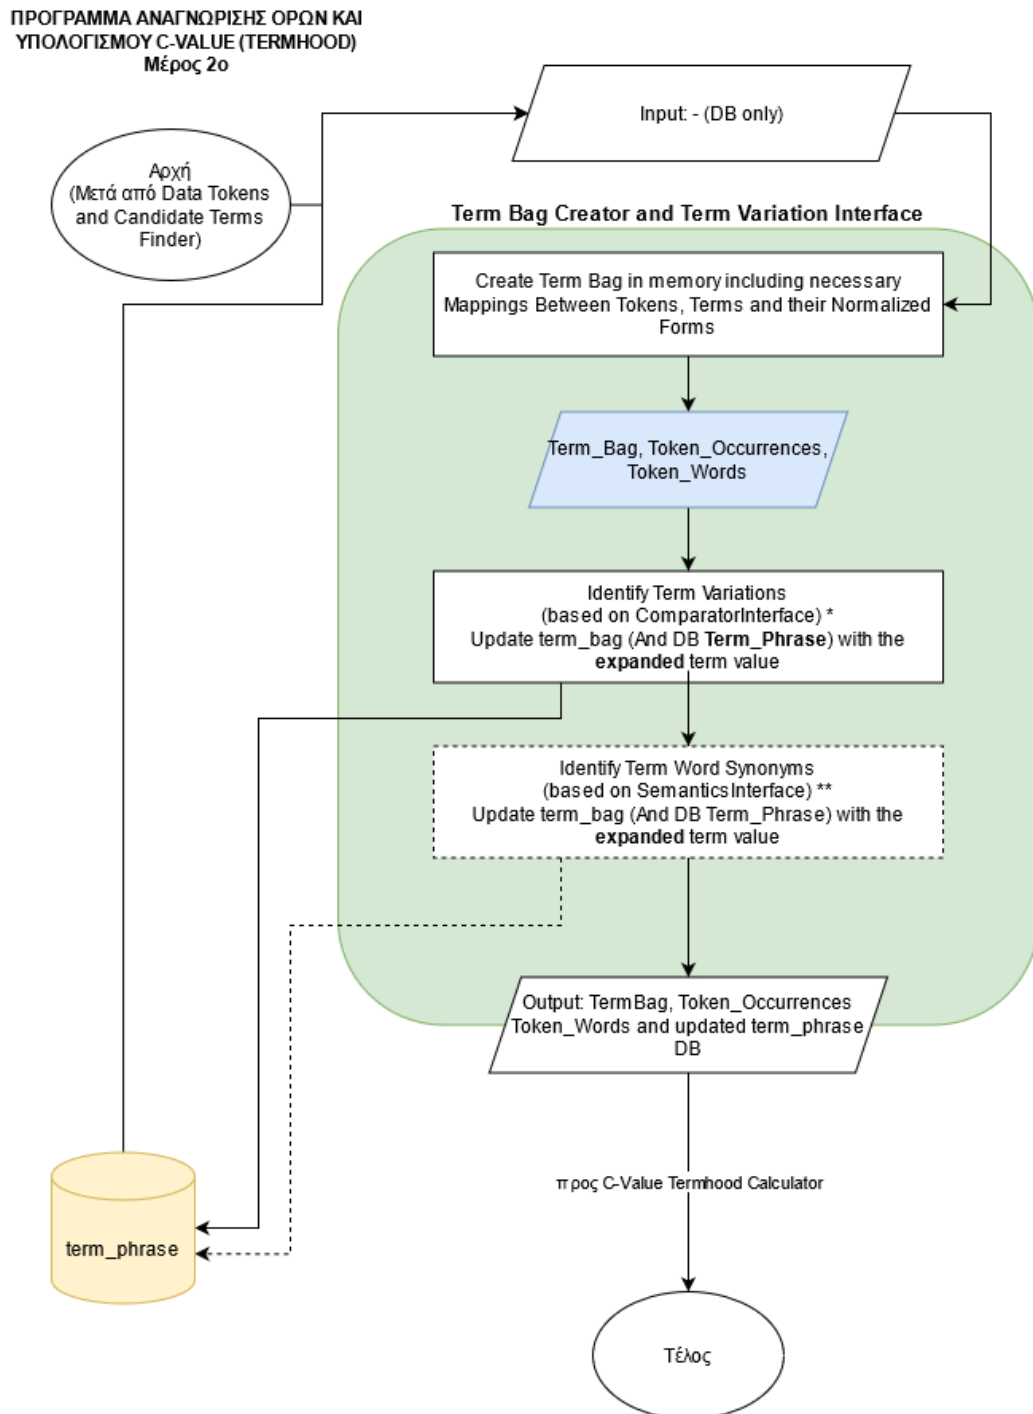 ΠΡΟΓΡΑΜΜΑ ΑΝΑΓΝΩΡΙΣΗΣ ΟΡΩΝ ΚΑΙ
ΥΠΟΛΟΓΙΣΜΟΥ C-VALUE (TERMHOOD)
Μέρος 2ο
Input: - (DB only)
Αρχή
(Μετά από Data Tokens
and Candidate Terms
Finder)
Term Bag Creator and Term Variation Interface
Create Term Bag in memory including necessary
Mappings Between Tokens, Terms and their Normalized
Forms
Term_Bag, Token_Occurrences,
Token_Words
Identify Term Variations
(based on ComparatorInterface) *
Update term_bag (And DB Term_Phrase) with the
expanded term value
Identify Term Word Synonyms
(based on SemanticsInterface) **
Update term_bag (And DB Term_Phrase) with the
expanded term value
Output: TermBag, Token_Occurrences
Token_Words and updated term_phrase
DB
προς C-Value Termhood Calculator
term_phrase
Τέλος